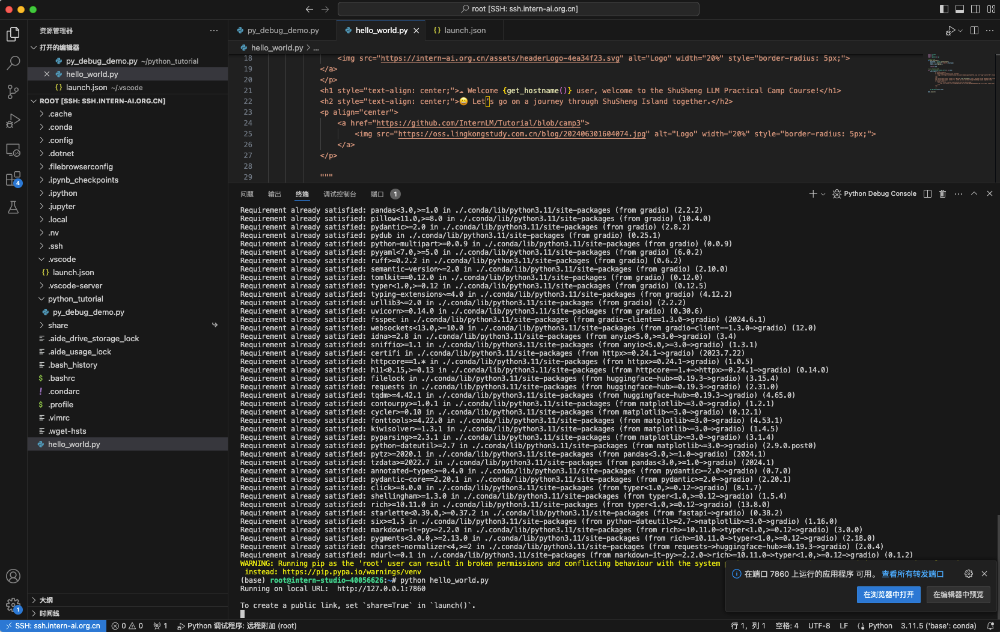 root [SSH: ssh.intern-ai.org.cn]
资源管理器
打开的编辑器
py_debug_demo.py ~/python_tutorial
hello_world.py
launch.json ~/.vscode
ROOT [SSH: SSH.INTERN-AI.ORG.CN]
.cache
.conda
.config
.dotnet
.filebrowserconfig
.ipynb_checkpoints
.ipython
.jupyter
.local
.nv
.ssh
.vscode
launch.json
.vscode-server
python_tutorial
py_debug_demo.py
share
.aide_drive_storage_lock
.aide_usage_lock
.bash_history
.bashrc
.condarc
.profile
.vimrc
.wget-hsts
hello_world.py
大纲
时间线
4
1
py_debug_demo.py
hello_world.py
launch.json
hello_world.py > ...
18 <img src="https://intern-ai.org.cn/assets/headerLogo-4ea34f23.svg" alt="Logo" width="20%" style="border-radius: 5px;">
19 </a>
20 </p>
21 <h1 style="text-align: center;">☁️ Welcome {get_hostname()} user, welcome to the ShuSheng LLM Practical Camp Course!</h1>
22 <h2 style="text-align: center;">😀 Let’s go on a journey through ShuSheng Island together.</h2>
23 <p align="center">
24 <a href="https://github.com/InternLM/Tutorial/blob/camp3">
25 <img src="https://oss.lingkongstudy.com.cn/blog/202406301604074.jpg" alt="Logo" width="20%" style="border-radius: 5px;">
26 </a>
27 </p>
28
29 """
问题 输出 终端 调试控制台 端口 1
Python Debug Console
Requirement already satisfied: pandas<3.0,>=1.0 in ./.conda/lib/python3.11/site-packages (from gradio) (2.2.2)
Requirement already satisfied: pillow<11.0,>=8.0 in ./.conda/lib/python3.11/site-packages (from gradio) (10.4.0)
Requirement already satisfied: pydantic>=2.0 in ./.conda/lib/python3.11/site-packages (from gradio) (2.8.2)
Requirement already satisfied: pydub in ./.conda/lib/python3.11/site-packages (from gradio) (0.25.1)
Requirement already satisfied: python-multipart>=0.0.9 in ./.conda/lib/python3.11/site-packages (from gradio) (0.0.9)
Requirement already satisfied: pyyaml<7.0,>=5.0 in ./.conda/lib/python3.11/site-packages (from gradio) (6.0.2)
Requirement already satisfied: ruff>=0.2.2 in ./.conda/lib/python3.11/site-packages (from gradio) (0.6.2)
Requirement already satisfied: semantic-version~=2.0 in ./.conda/lib/python3.11/site-packages (from gradio) (2.10.0)
Requirement already satisfied: tomlkit==0.12.0 in ./.conda/lib/python3.11/site-packages (from gradio) (0.12.0)
Requirement already satisfied: typer<1.0,>=0.12 in ./.conda/lib/python3.11/site-packages (from gradio) (0.12.5)
Requirement already satisfied: typing-extensions~=4.0 in ./.conda/lib/python3.11/site-packages (from gradio) (4.12.2)
Requirement already satisfied: urllib3~=2.0 in ./.conda/lib/python3.11/site-packages (from gradio) (2.2.2)
Requirement already satisfied: uvicorn>=0.14.0 in ./.conda/lib/python3.11/site-packages (from gradio) (0.30.6)
Requirement already satisfied: fsspec in ./.conda/lib/python3.11/site-packages (from gradio-client==1.3.0->gradio) (2024.6.1)
Requirement already satisfied: websockets<13.0,>=10.0 in ./.conda/lib/python3.11/site-packages (from gradio-client==1.3.0->gradio) (12.0)
Requirement already satisfied: idna>=2.8 in ./.conda/lib/python3.11/site-packages (from anyio<5.0,>=3.0->gradio) (3.4)
Requirement already satisfied: sniffio>=1.1 in ./.conda/lib/python3.11/site-packages (from anyio<5.0,>=3.0->gradio) (1.3.1)
Requirement already satisfied: certifi in ./.conda/lib/python3.11/site-packages (from httpx>=0.24.1->gradio) (2023.7.22)
Requirement already satisfied: httpcore==1.* in ./.conda/lib/python3.11/site-packages (from httpx>=0.24.1->gradio) (1.0.5)
Requirement already satisfied: h11<0.15,>=0.13 in ./.conda/lib/python3.11/site-packages (from httpcore==1.*->httpx>=0.24.1->gradio) (0.14.0)
Requirement already satisfied: filelock in ./.conda/lib/python3.11/site-packages (from huggingface-hub>=0.19.3->gradio) (3.15.4)
Requirement already satisfied: requests in ./.conda/lib/python3.11/site-packages (from huggingface-hub>=0.19.3->gradio) (2.31.0)
Requirement already satisfied: tqdm>=4.42.1 in ./.conda/lib/python3.11/site-packages (from huggingface-hub>=0.19.3->gradio) (4.65.0)
Requirement already satisfied: contourpy>=1.0.1 in ./.conda/lib/python3.11/site-packages (from matplotlib~=3.0->gradio) (1.2.1)
Requirement already satisfied: cycler>=0.10 in ./.conda/lib/python3.11/site-packages (from matplotlib~=3.0->gradio) (0.12.1)
Requirement already satisfied: fonttools>=4.22.0 in ./.conda/lib/python3.11/site-packages (from matplotlib~=3.0->gradio) (4.53.1)
Requirement already satisfied: kiwisolver>=1.3.1 in ./.conda/lib/python3.11/site-packages (from matplotlib~=3.0->gradio) (1.4.5)
Requirement already satisfied: pyparsing>=2.3.1 in ./.conda/lib/python3.11/site-packages (from matplotlib~=3.0->gradio) (3.1.4)
Requirement already satisfied: python-dateutil>=2.7 in ./.conda/lib/python3.11/site-packages (from matplotlib~=3.0->gradio) (2.9.0.post0)
Requirement already satisfied: pytz>=2020.1 in ./.conda/lib/python3.11/site-packages (from pandas<3.0,>=1.0->gradio) (2024.1)
Requirement already satisfied: tzdata>=2022.7 in ./.conda/lib/python3.11/site-packages (from pandas<3.0,>=1.0->gradio) (2024.1)
Requirement already satisfied: annotated-types>=0.4.0 in ./.conda/lib/python3.11/site-packages (from pydantic>=2.0->gradio) (0.7.0)
Requirement already satisfied: pydantic-core==2.20.1 in ./.conda/lib/python3.11/site-packages (from pydantic>=2.0->gradio) (2.20.1)
Requirement already satisfied: click>=8.0.0 in ./.conda/lib/python3.11/site-packages (from typer<1.0,>=0.12->gradio) (8.1.7)
Requirement already satisfied: shellingham>=1.3.0 in ./.conda/lib/python3.11/site-packages (from typer<1.0,>=0.12->gradio) (1.5.4)
Requirement already satisfied: rich>=10.11.0 in ./.conda/lib/python3.11/site-packages (from typer<1.0,>=0.12->gradio) (13.8.0)
Requirement already satisfied: starlette<0.39.0,>=0.37.2 in ./.conda/lib/python3.11/site-packages (from fastapi->gradio) (0.38.2)
Requirement already satisfied: six>=1.5 in ./.conda/lib/python3.11/site-packages (from python-dateutil>=2.7->matplotlib~=3.0->gradio) (1.16.0)
Requirement already satisfied: markdown-it-py>=2.2.0 in ./.conda/lib/python3.11/site-packages (from rich>=10.11.0->typer<1.0,>=0.12->gradio) (3.0.0)
Requirement already satisfied: pygments<3.0.0,>=2.13.0 in ./.conda/lib/python3.11/site-packages (from rich>=10.11.0->typer<1.0,>=0.12->gradio) (2.18.0)
Requirement already satisfied: charset-normalizer<4,>=2 in ./.conda/lib/python3.11/site-packages (from requests->huggingface-hub>=0.19.3->gradio) (2.0.4)
Requirement already satisfied: mdurl~=0.1 in ./.conda/lib/python3.11/site-packages (from markdown-it-py>=2.2.0->rich>=10.11.0->typer<1.0,>=0.12->gradio) (0.1.2)
WARNING: Running pip as the 'root' user can result in broken permissions and conflicting behaviour with the system
instead: https://pip.pypa.io/warnings/venv
(base) root@intern-studio-40056626:~# python hello_world.py
Running on local URL: http://127.0.0.1:7860
To create a public link, set `share=True` in `launch()`.
在端口 7860 上运行的应用程序 可用。 查看所有转发端口
在浏览器中打开 在编辑器中预览
SSH: ssh.intern-ai.org.cn 0 0 1 Python 调试程序: 远程附加 (root) 行 1，列 1 空格: 4 UTF-8 LF Python 3.11.5 ('base': conda)